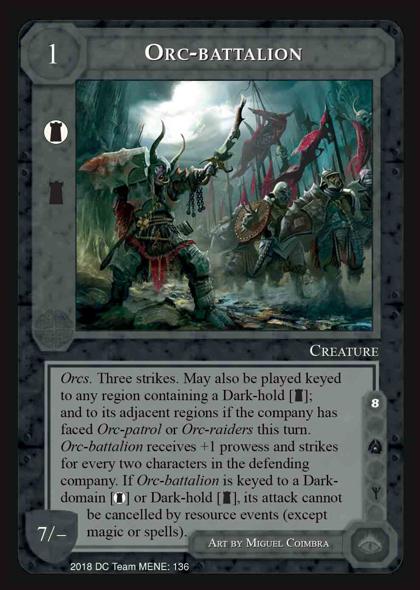 1
ORC-BATTALION
CREATURE
Orcs. Three strikes. May also be played keyed
to any region containing a Dark-hold [];
and to its adjacent regions if the company has
faced Orc-patrol or Orc-raiders this turn.
Orc-battalion receives +1 prowess and strikes
for every two characters in the defending
company. If Orc-battalion is keyed to a Dark-
domain [] or Dark-hold [], its attack cannot
be cancelled by resource events (except
magic or spells).
8
7/–
ART BY MIGUEL COIMBRA
2018 DC Team MENE: 136